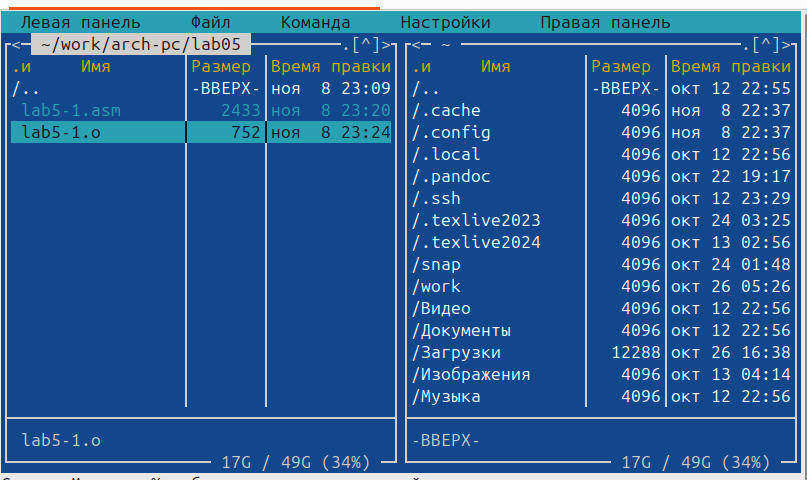 Левая панель Файл Команда Настройки Правая панель
<─ ~/work/arch-pc/lab05 ─.[^]>
.и Имя Размер Время правки
/.. -ВВЕРХ- ноя 8 23:09
lab5-1.asm 2433 ноя 8 23:20
lab5-1.o 752 ноя 8 23:24
lab5-1.o
17G / 49G (34%)
<─ ~ ─.[^]>
.и Имя Размер Время правки
/.. -ВВЕРХ- окт 12 22:55
/.cache 4096 ноя 8 22:37
/.config 4096 ноя 8 22:37
/.local 4096 окт 12 22:56
/.pandoc 4096 окт 22 19:17
/.ssh 4096 окт 12 23:29
/.texlive2023 4096 окт 24 03:25
/.texlive2024 4096 окт 13 02:56
/snap 4096 окт 24 01:48
/work 4096 окт 26 05:26
/Видео 4096 окт 12 22:56
/Документы 4096 окт 12 22:56
/Загрузки 12288 окт 26 16:38
/Изображения 4096 окт 13 04:14
/Музыка 4096 окт 12 22:56
-ВВЕРХ-
17G / 49G (34%)